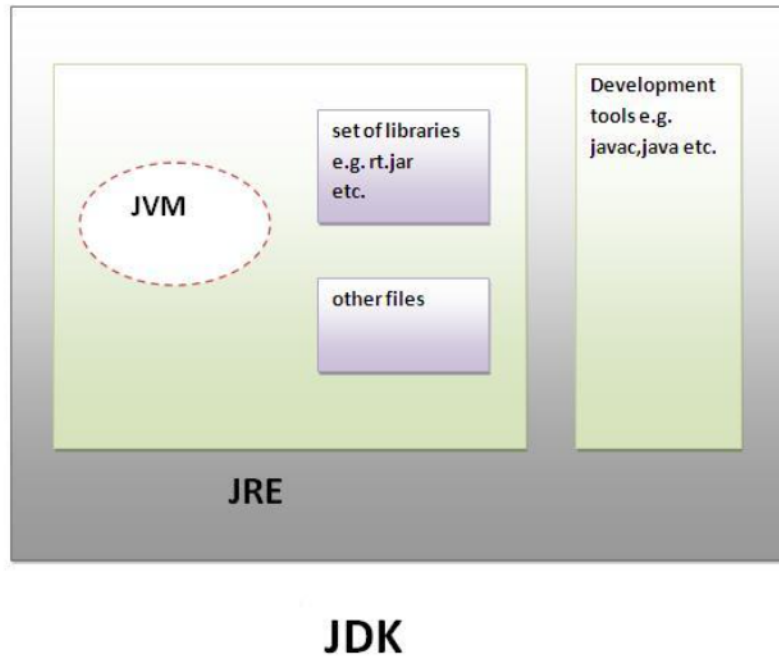 JVM
set of libraries
e.g. rt.jar
etc.
other files
Development
tools e.g.
javac,java etc.
JRE
JDK